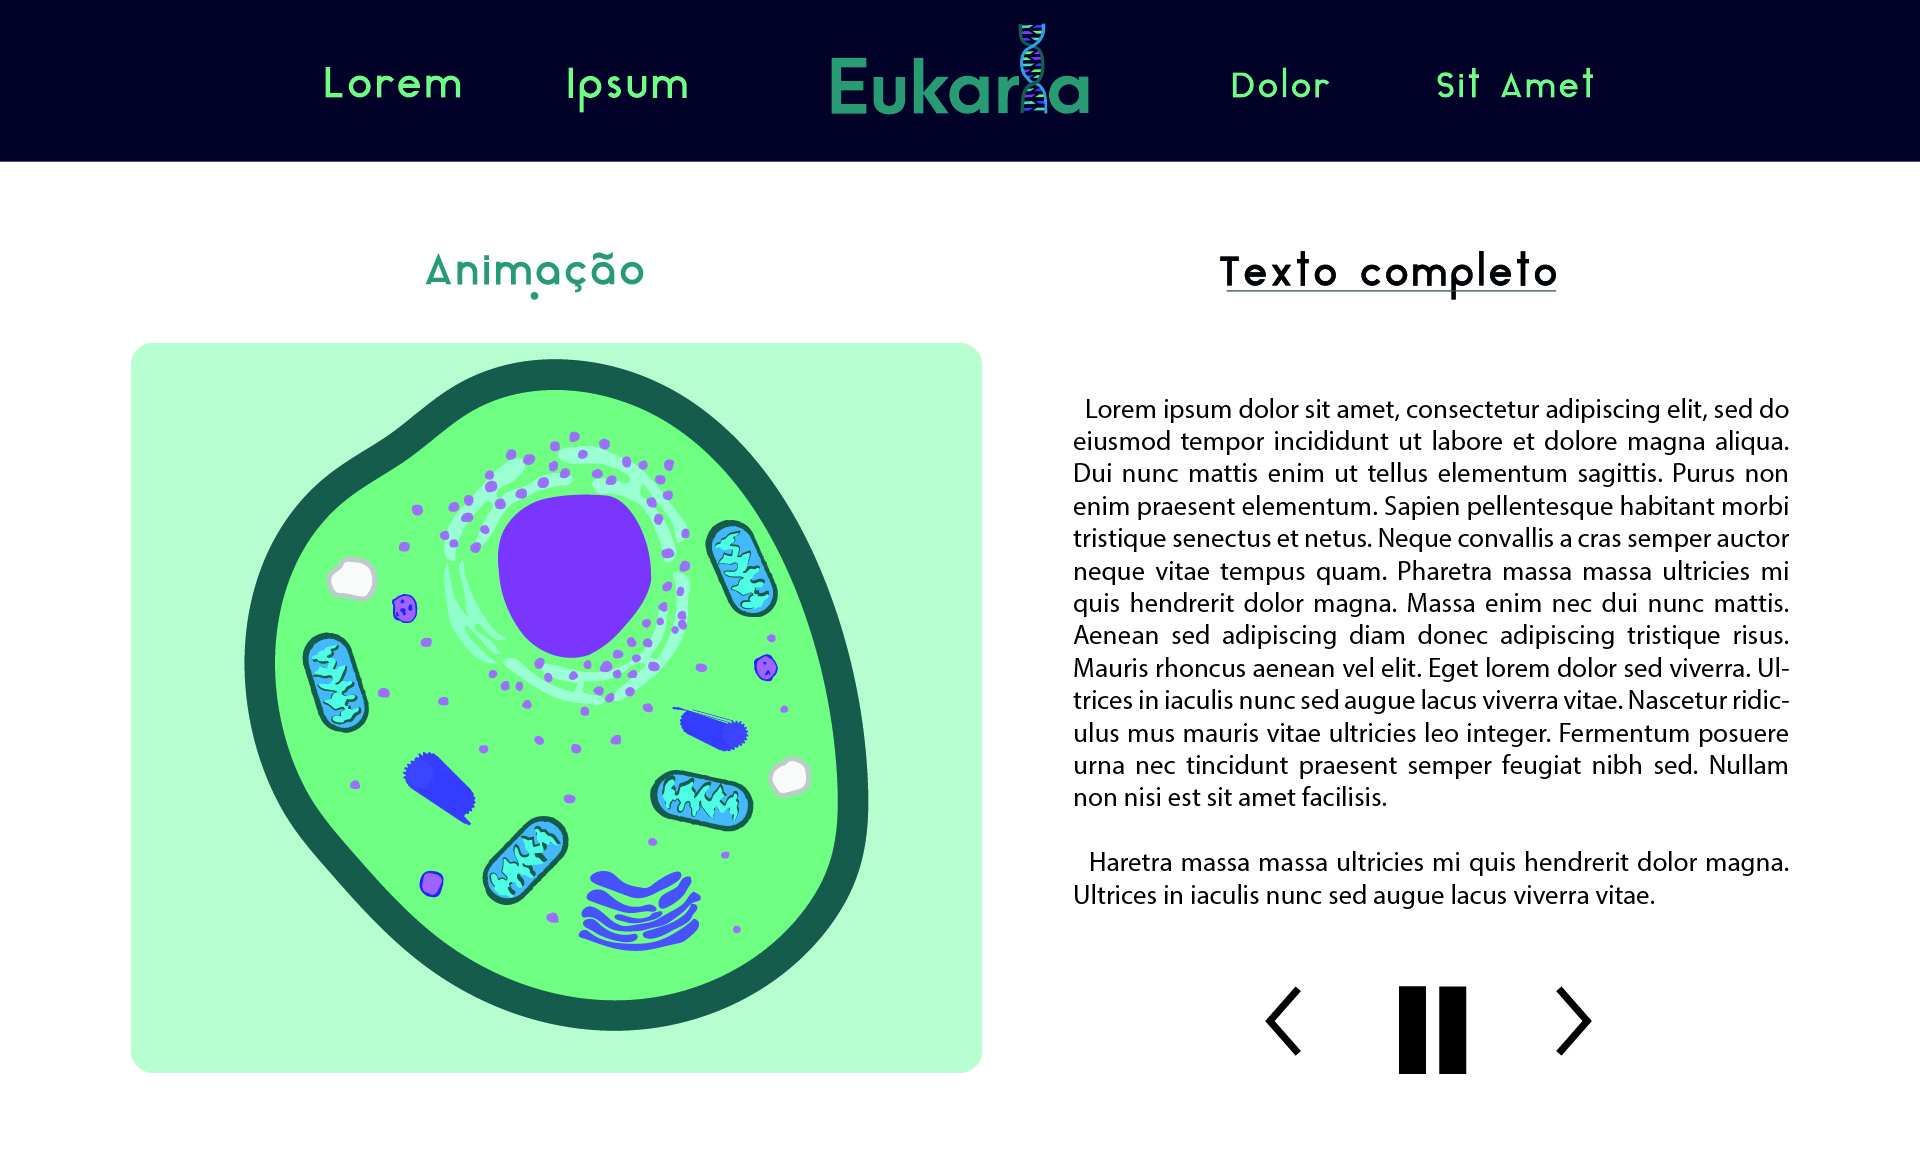 Lorem Ipsum Eukaria Dolor Sit Amet
Animação
Texto completo
Lorem ipsum dolor sit amet, consectetur adipiscing elit, sed do
eiusmod tempor incididunt ut labore et dolore magna aliqua.
Dui nunc mattis enim ut tellus elementum sagittis. Purus non
enim praesent elementum. Sapien pellentesque habitant morbi
tristique senectus et netus. Neque convallis a cras semper auctor
neque vitae tempus quam. Pharetra massa massa ultricies mi
quis hendrerit dolor magna. Massa enim nec dui nunc mattis.
Aenean sed adipiscing diam donec adipiscing tristique risus.
Mauris rhoncus aenean vel elit. Eget lorem dolor sed viverra. Ul-
trices in iaculis nunc sed augue lacus viverra vitae. Nascetur ridic-
ulus mus mauris vitae ultricies leo integer. Fermentum posuere
urna nec tincidunt praesent semper feugiat nibh sed. Nullam
non nisi est sit amet facilisis.
Haretra massa massa ultricies mi quis hendrerit dolor magna.
Ultrices in iaculis nunc sed augue lacus viverra vitae.